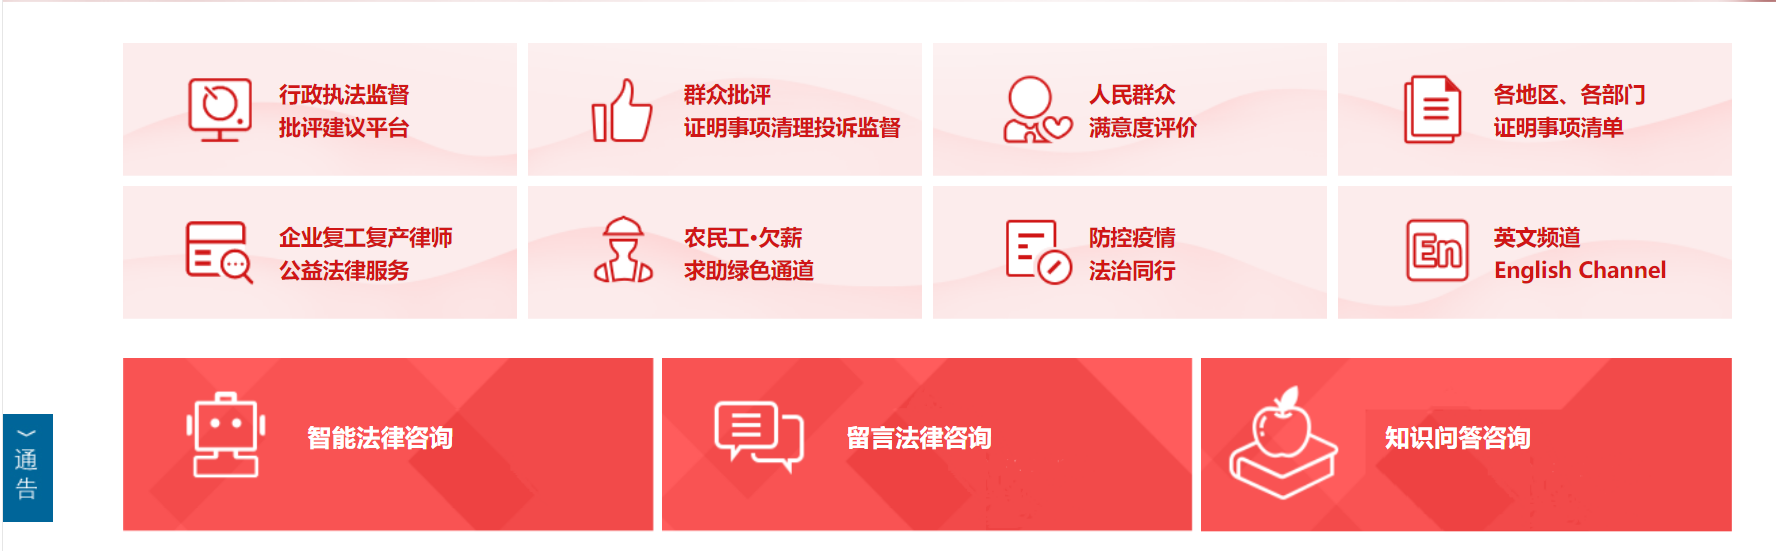 行政执法监督
批评建议平台
群众批评
证明事项清理投诉监督
人民群众
满意度评价
各地区、各部门
证明事项清单
企业复工复产律师
公益法律服务
农民工·欠薪
求助绿色通道
防控疫情
法治同行
En
英文频道
English Channel
智能法律咨询
留言法律咨询
知识问答咨询
通
告